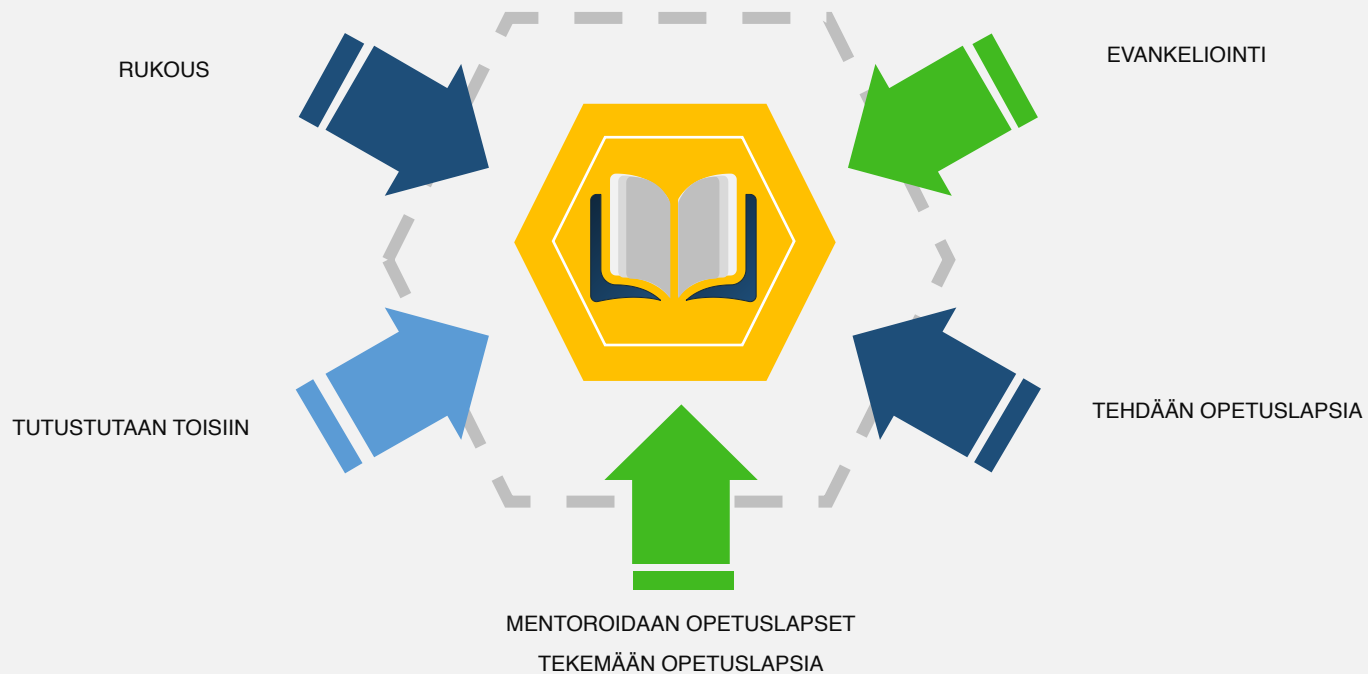 RUKOUS
EVANKELIOINTI
TUTUSTUTAAN TOISIIN
TEHDÄÄN OPETUSLAPSIA
MENTOROIDAAN OPETUSLAPSET
TEKEMÄÄN OPETUSLAPSIA